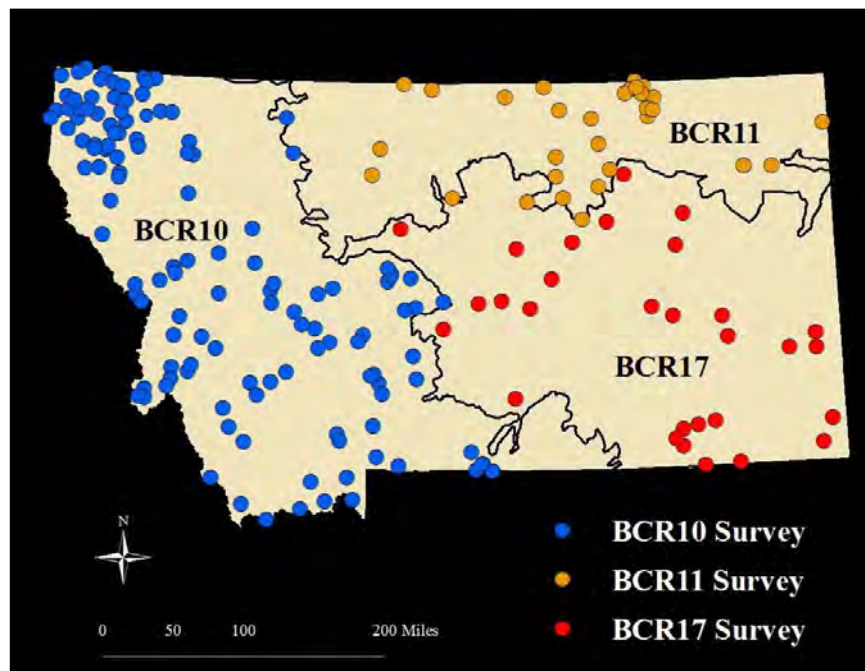 BCR11
BCR10
BCR17
N
BCR10 Survey
BCR11 Survey
BCR17 Survey
0 50 100 200 Miles